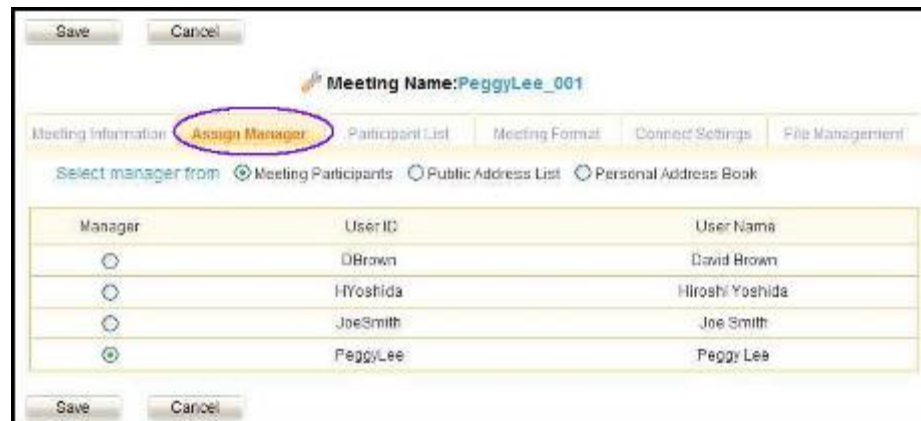 Save Cancel
Meeting Name:PeggyLee_001
Meeting Information Assign Manager Participant List Meeting Format Connect Settings File Management
Select manager from Meeting Participants Public Address List Personal Address Book
Manager User ID User Name
DBrown David Brown
HYoshida Hiroshi Yoshida
JoeSmith Joe Smith
PeggyLee Peggy Lee
Save Cancel